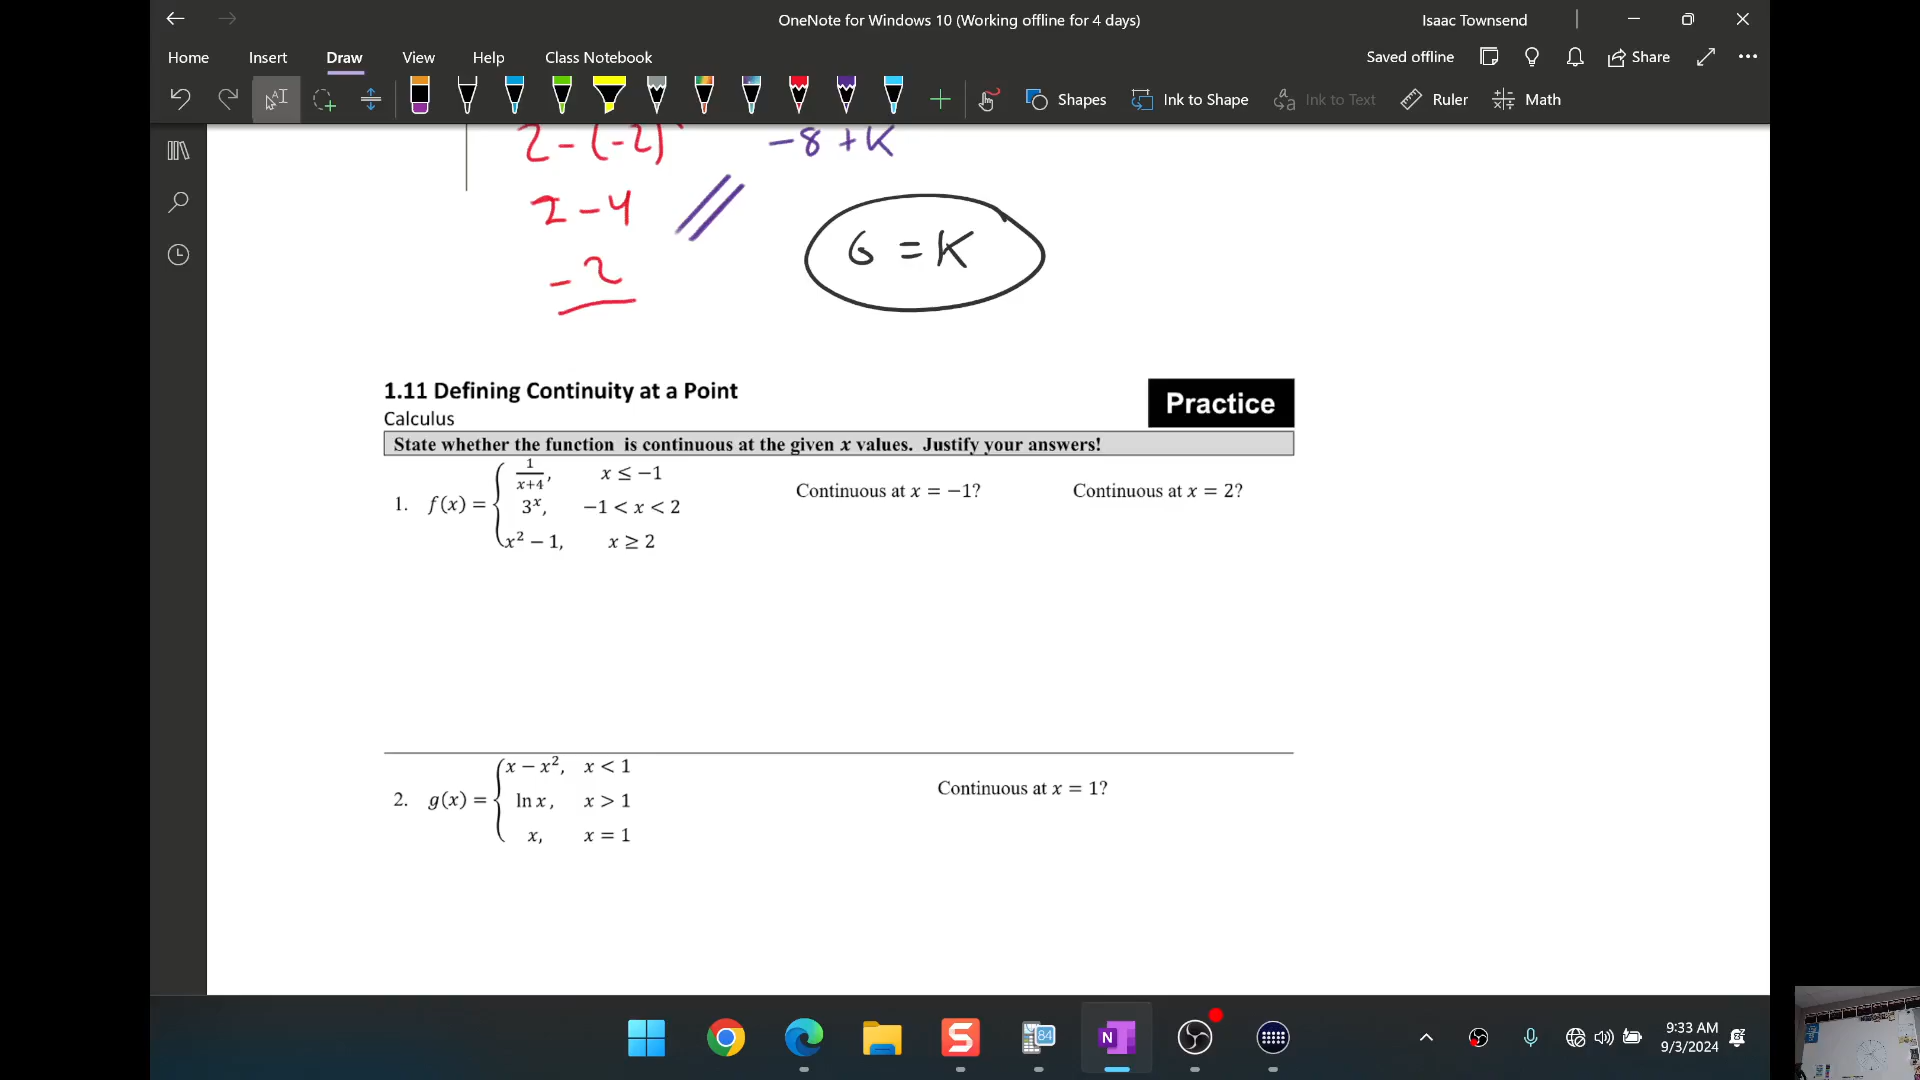 OneNote for Windows 10 (Working offline for 4 days)
Isaac Townsend
Home Insert Draw View Help Class Notebook
Saved offline Share
Shapes Ink to Shape Ink to Text Ruler Math
2-(-2)
-8+K
2-4
-2
6 = K
1.11 Defining Continuity at a Point
Calculus
Practice
State whether the function is continuous at the given x values. Justify your answers!
1. f(x) = { 1/(x+4), x ≤ −1
3^x, −1 < x < 2
x² − 1, x ≥ 2
Continuous at x = −1?
Continuous at x = 2?
2. g(x) = { x − x², x < 1
ln x, x > 1
x, x = 1
Continuous at x = 1?
84
N
9:33 AM
9/3/2024